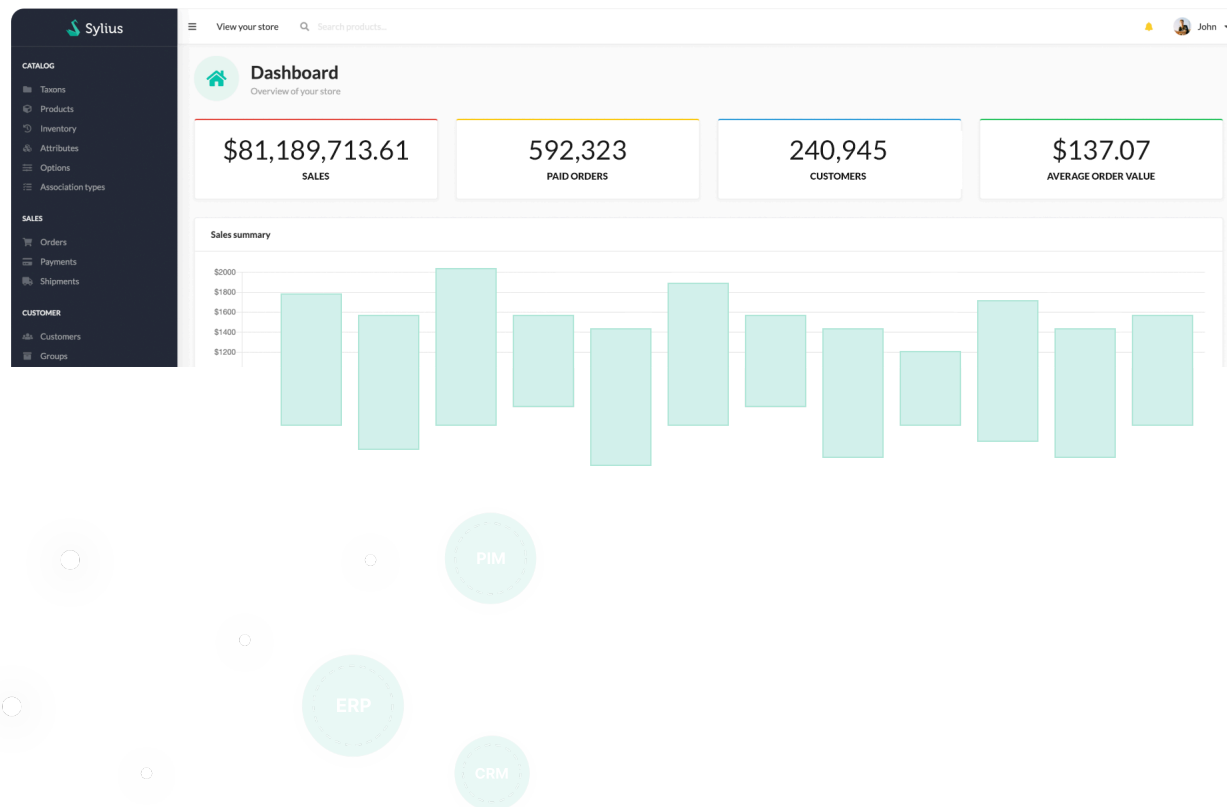 Sylius
View your store
Search products...
John
CATALOG
Taxons
Products
Inventory
Attributes
Options
Association types
SALES
Orders
Payments
Shipments
CUSTOMER
Customers
Groups
Dashboard
Overview of your store
$81,189,713.61
SALES
592,323
PAID ORDERS
240,945
CUSTOMERS
$137.07
AVERAGE ORDER VALUE
Sales summary
$2000
$1800
$1600
$1400
$1200
PIM
ERP
CRM